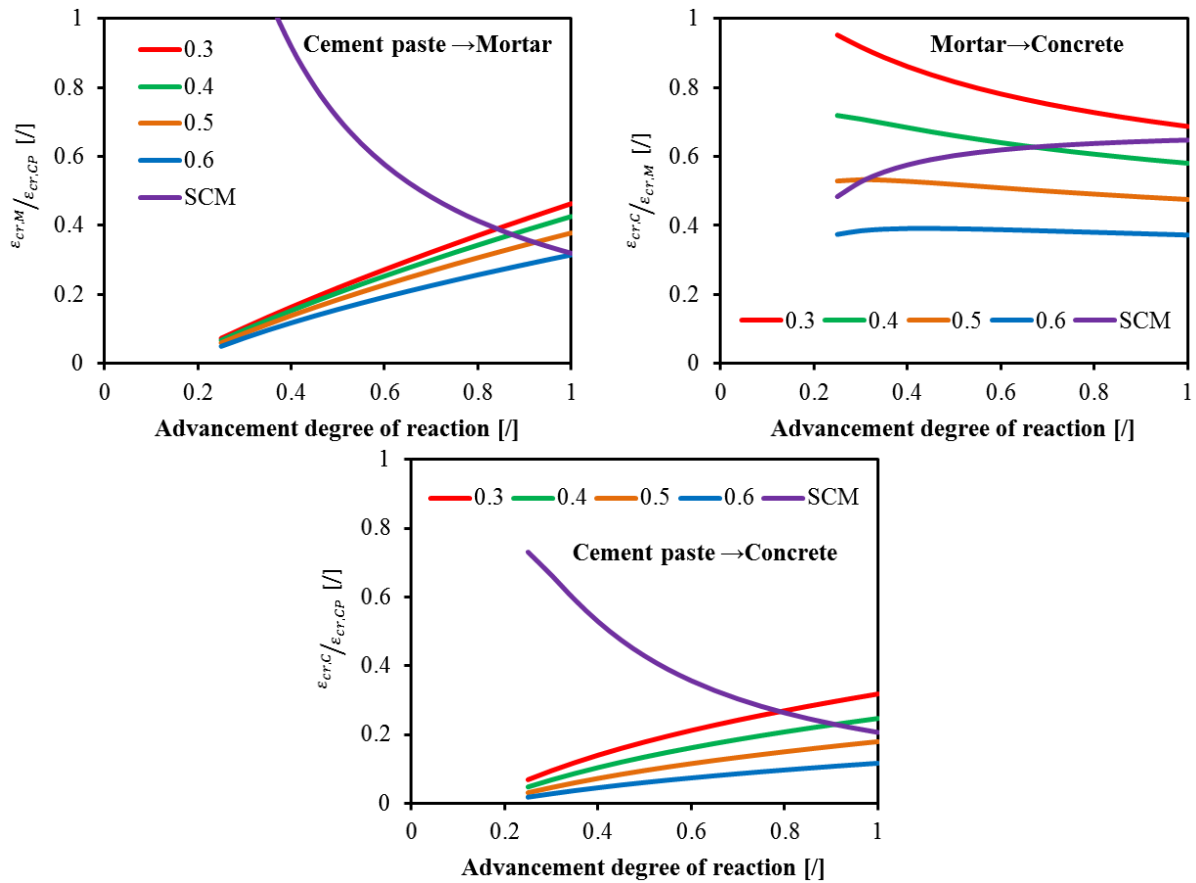 Cement paste →Mortar
0.3
0.4
0.5
0.6
SCM
εcr,M/εcr,CP [/]
1
0.8
0.6
0.4
0.2
0
0 0.2 0.4 0.6 0.8 1
Advancement degree of reaction [/]
Mortar→Concrete
εcr,C/εcr,M [/]
1
0.8
0.6
0.4
0.2
0
0.3 0.4 0.5 0.6 SCM
0 0.2 0.4 0.6 0.8 1
Advancement degree of reaction [/]
0.3 0.4 0.5 0.6 SCM
Cement paste →Concrete
εcr,C/εcr,CP [/]
1
0.8
0.6
0.4
0.2
0
0 0.2 0.4 0.6 0.8 1
Advancement degree of reaction [/]